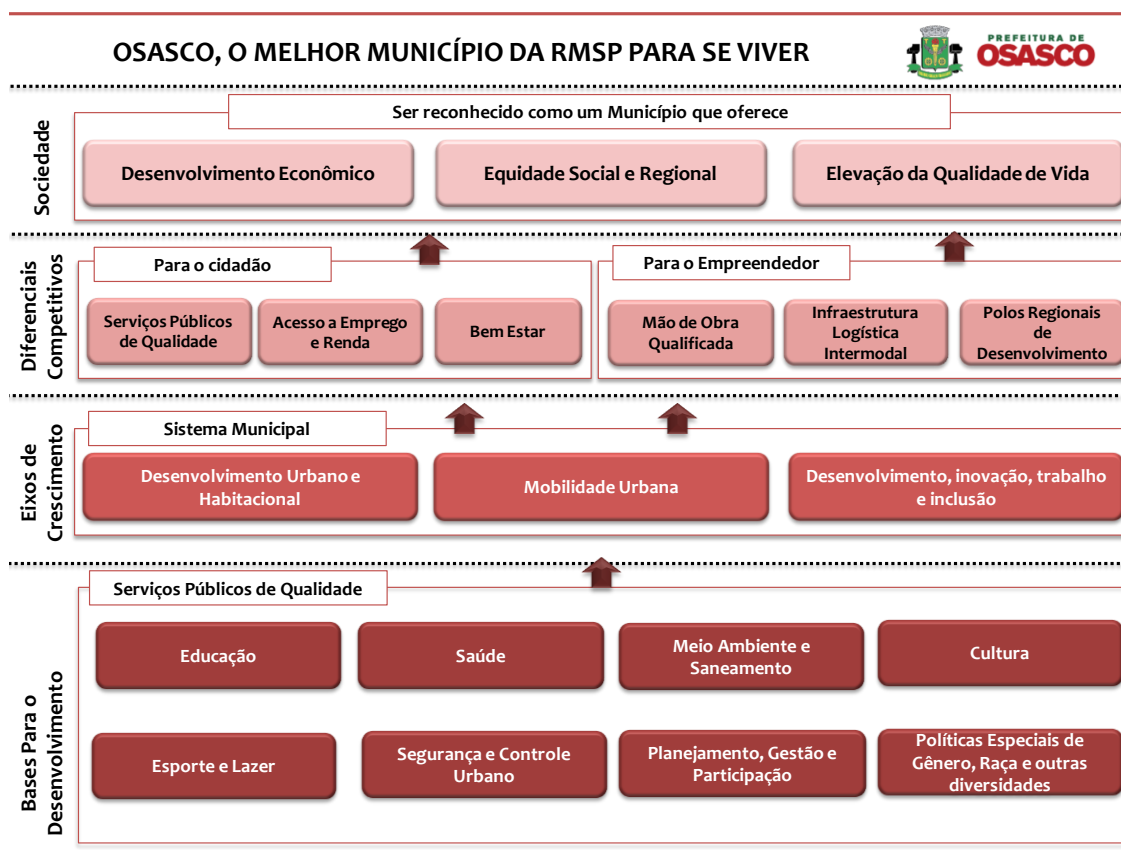 OSASCO, O MELHOR MUNICÍPIO DA RMSP PARA SE VIVER
PREFEITURA DE
OSASCO
Sociedade
Ser reconhecido como um Município que oferece
Desenvolvimento Econômico
Equidade Social e Regional
Elevação da Qualidade de Vida
Diferenciais
Competitivos
Para o cidadão
Serviços Públicos
de Qualidade
Acesso a Emprego
e Renda
Bem Estar
Para o Empreendedor
Mão de Obra
Qualificada
Infraestrutura
Logística
Intermodal
Polos Regionais
de
Desenvolvimento
Eixos de
Crescimento
Sistema Municipal
Desenvolvimento Urbano e
Habitacional
Mobilidade Urbana
Desenvolvimento, inovação, trabalho
e inclusão
Bases Para o
Desenvolvimento
Serviços Públicos de Qualidade
Educação
Saúde
Meio Ambiente e
Saneamento
Cultura
Esporte e Lazer
Segurança e Controle
Urbano
Planejamento, Gestão e
Participação
Políticas Especiais de
Gênero, Raça e outras
diversidades